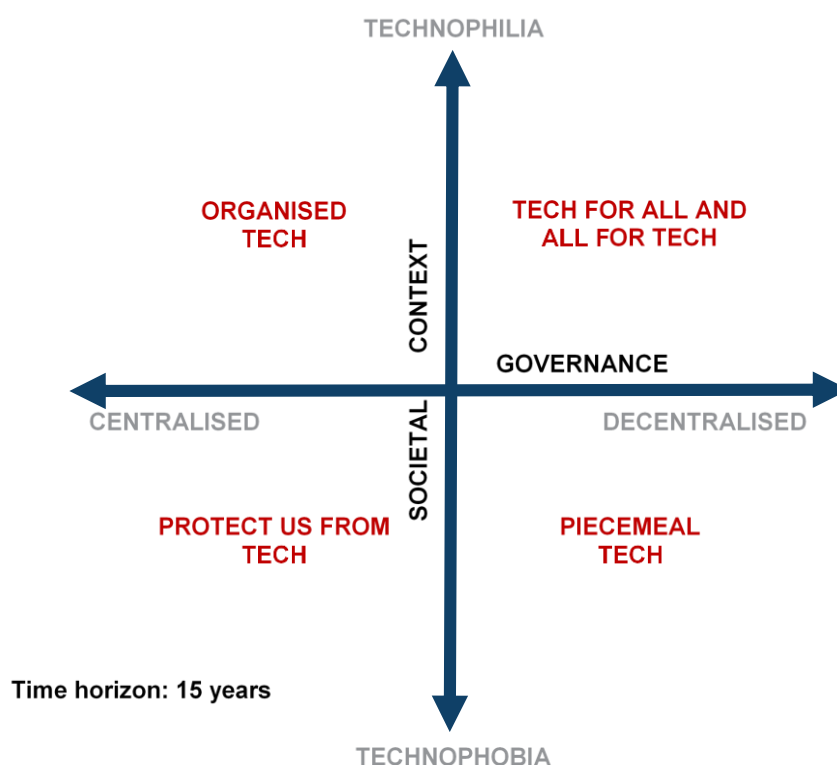 TECHNOPHILIA
ORGANISED
TECH
TECH FOR ALL AND
ALL FOR TECH
SOCIETAL CONTEXT
GOVERNANCE
CENTRALISED
DECENTRALISED
PROTECT US FROM
TECH
PIECEMEAL
TECH
Time horizon: 15 years
TECHNOPHOBIA